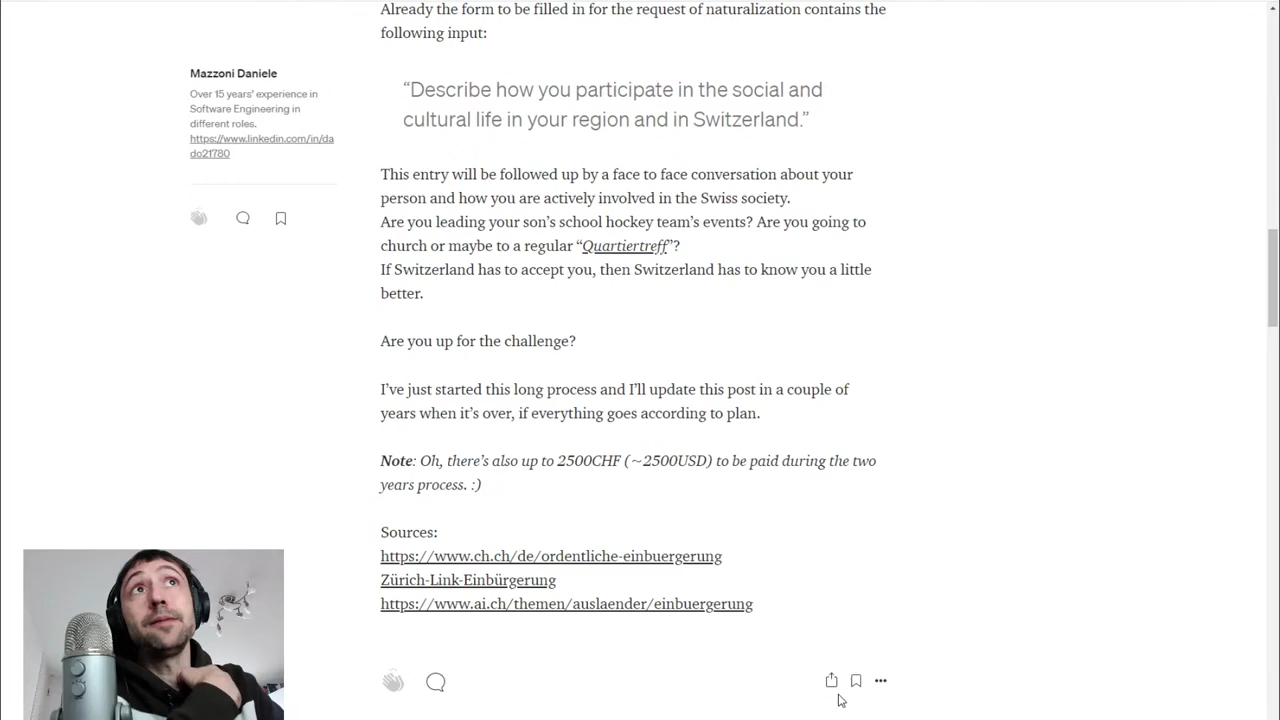 Already the form to be filled in for the request of naturalization contains the
following input:
Mazzoni Daniele
Over 15 years' experience in
Software Engineering in
different roles.
https://www.linkedin.com/in/da
do21780
“Describe how you participate in the social and
cultural life in your region and in Switzerland.”
This entry will be followed up by a face to face conversation about your
person and how you are actively involved in the Swiss society.
Are you leading your son’s school hockey team’s events? Are you going to
church or maybe to a regular “Quartiertreff”?
If Switzerland has to accept you, then Switzerland has to know you a little
better.
Are you up for the challenge?
I’ve just started this long process and I’ll update this post in a couple of
years when it’s over, if everything goes according to plan.
Note: Oh, there’s also up to 2500CHF (~2500USD) to be paid during the two
years process. :)
Sources:
https://www.ch.ch/de/ordentliche-einbuergerung
Zürich-Link-Einbürgerung
https://www.ai.ch/themen/auslaender/einbuergerung